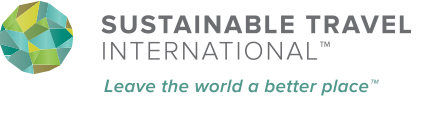 SUSTAINABLE TRAVEL
INTERNATIONAL™
Leave the world a better place™